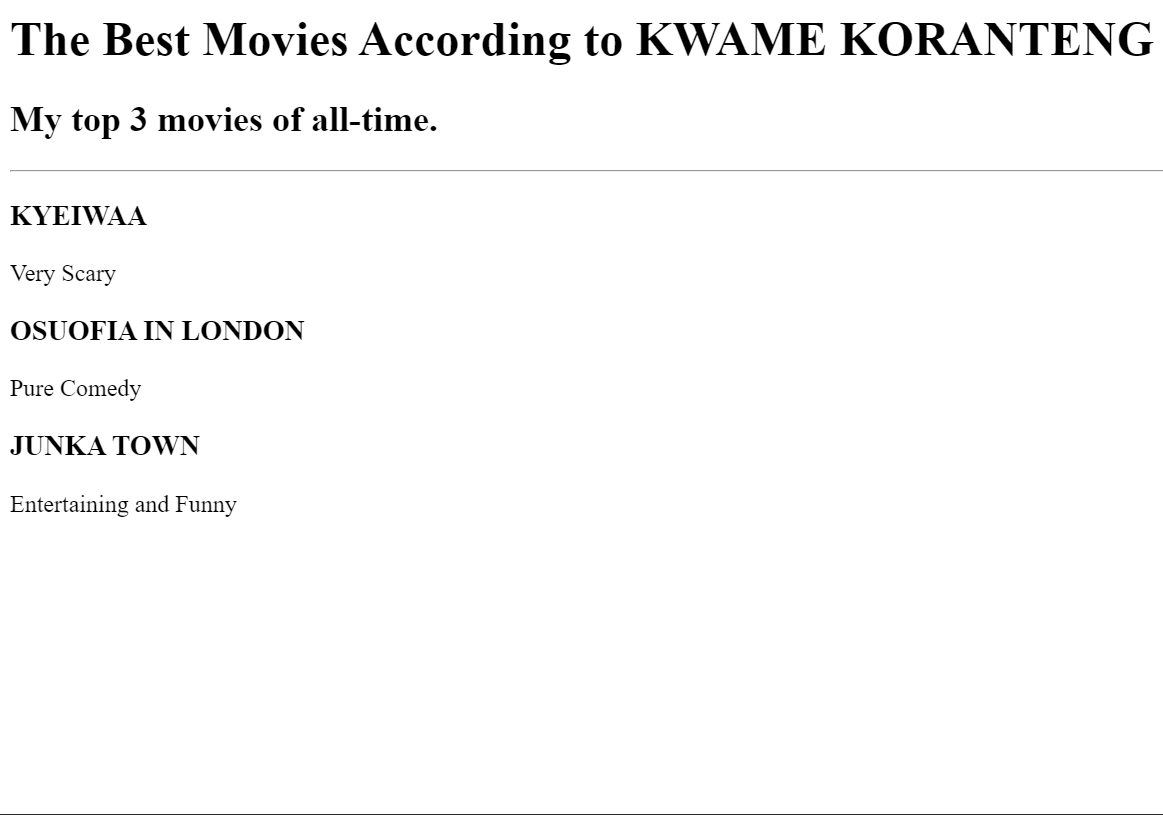 The Best Movies According to KWAME KORANTENG
My top 3 movies of all-time.
KYEIWAA
Very Scary
OSUOFIA IN LONDON
Pure Comedy
JUNKA TOWN
Entertaining and Funny